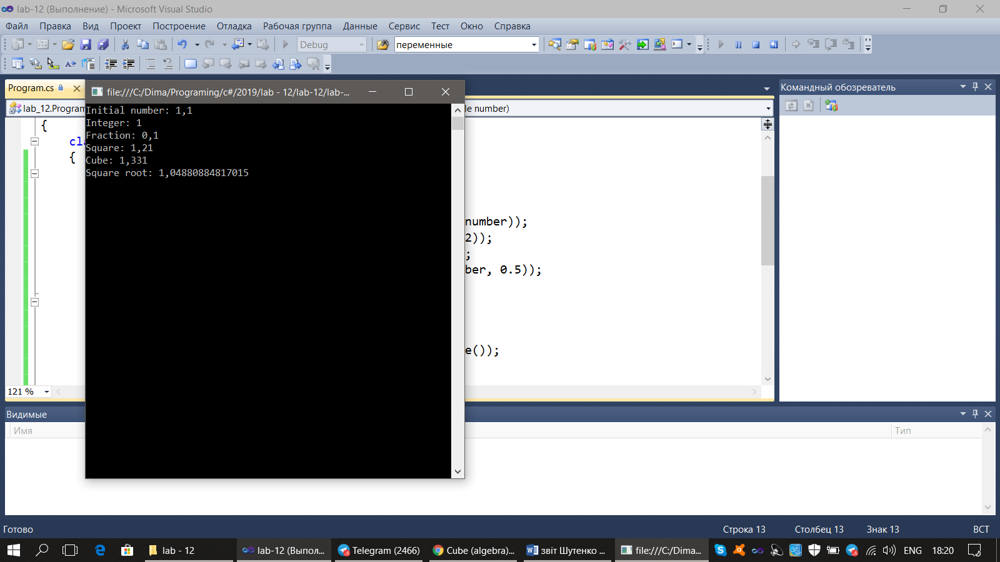 lab-12 (Выполнение) - Microsoft Visual Studio
Файл Правка Вид Проект Построение Отладка Рабочая группа Данные Сервис Тест Окно Справка
Debug переменные
Program.cs
file:///C:/Dima/Programing/c#/2019/lab - 12/lab-12/lab-...
Командный обозреватель
lab_12.Program
le number)
Initial number: 1,1
Integer: 1
Fraction: 0,1
Square: 1,21
Cube: 1,331
Square root: 1,04880884817015
{
cla
{
number));
2));
;
ber, 0.5));
e());
121 %
Видимые
Имя Тип
Готово Строка 13 Столбец 13 Знак 13 ВСТ
lab - 12 lab-12 (Выпол... Telegram (2466) Cube (algebra)... звіт Шутенко ... file:///C:/Dima... ENG 18:20